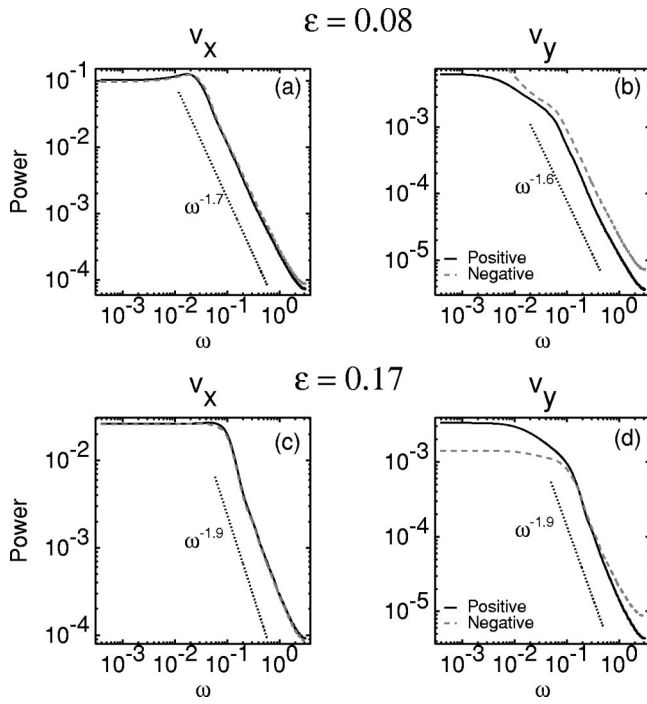 ε = 0.08
v_x
v_y
(a)
(b)
Power
10^-1
10^-2
10^-3
10^-4
10^-3
10^-4
10^-5
ω^-1.7
ω^-1.6
Positive
Negative
10^-3 10^-2 10^-1 10^0
10^-3 10^-2 10^-1 10^0
ω
ω
ε = 0.17
v_x
v_y
(c)
(d)
Power
10^-2
10^-3
10^-4
10^-3
10^-4
10^-5
ω^-1.9
ω^-1.9
Positive
Negative
10^-3 10^-2 10^-1 10^0
10^-3 10^-2 10^-1 10^0
ω
ω